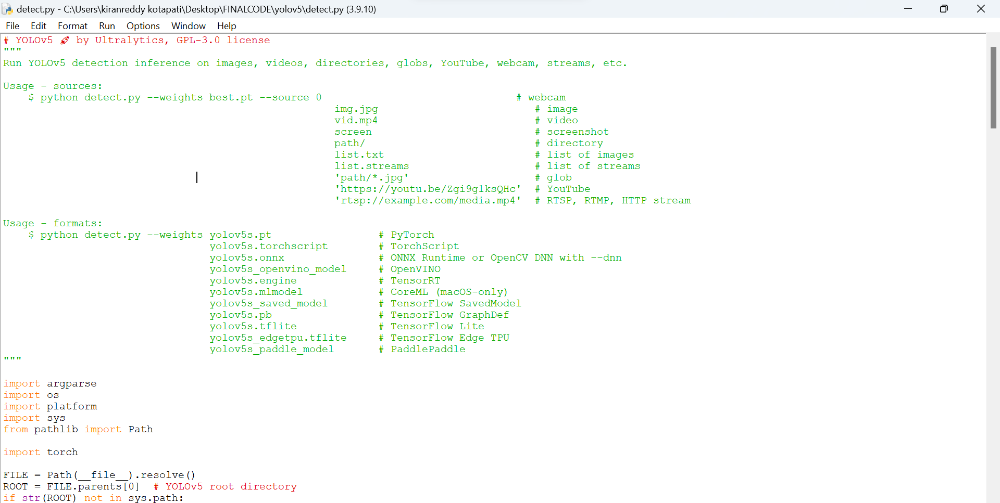 detect.py - C:\Users\kiranreddy kotapati\Desktop\FINALCODE\yolov5\detect.py (3.9.10)
File Edit Format Run Options Window Help
# YOLOv5 🚀 by Ultralytics, GPL-3.0 license
"""
Run YOLOv5 detection inference on images, videos, directories, globs, YouTube, webcam, streams, etc.
Usage - sources:
    $ python detect.py --weights best.pt --source 0                               # webcam
                                                     img.jpg                         # image
                                                     vid.mp4                         # video
                                                     screen                          # screenshot
                                                     path/                           # directory
                                                     list.txt                        # list of images
                                                     list.streams                    # list of streams
                                                     'path/*.jpg'                    # glob
                                                     'https://youtu.be/Zgi9g1ksQHc'  # YouTube
                                                     'rtsp://example.com/media.mp4'  # RTSP, RTMP, HTTP stream
Usage - formats:
    $ python detect.py --weights yolov5s.pt                 # PyTorch
                                 yolov5s.torchscript        # TorchScript
                                 yolov5s.onnx               # ONNX Runtime or OpenCV DNN with --dnn
                                 yolov5s_openvino_model     # OpenVINO
                                 yolov5s.engine             # TensorRT
                                 yolov5s.mlmodel            # CoreML (macOS-only)
                                 yolov5s_saved_model        # TensorFlow SavedModel
                                 yolov5s.pb                 # TensorFlow GraphDef
                                 yolov5s.tflite             # TensorFlow Lite
                                 yolov5s_edgetpu.tflite     # TensorFlow Edge TPU
                                 yolov5s_paddle_model       # PaddlePaddle
"""
import argparse
import os
import platform
import sys
from pathlib import Path
import torch
FILE = Path(__file__).resolve()
ROOT = FILE.parents[0]  # YOLOv5 root directory
if str(ROOT) not in sys.path: